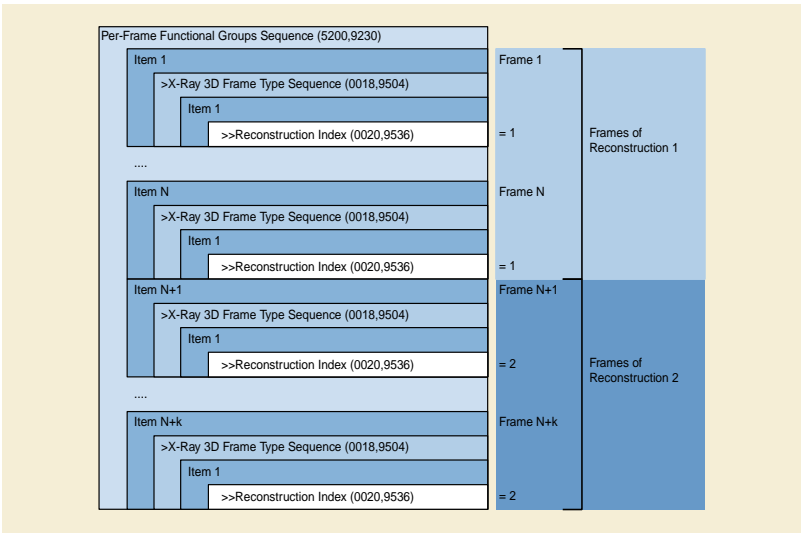 Per-Frame Functional Groups Sequence (5200,9230)
Item 1 Frame 1
>X-Ray 3D Frame Type Sequence (0018,9504)
Item 1
>>Reconstruction Index (0020,9536) = 1
Frames of
Reconstruction 1
....
Item N Frame N
>X-Ray 3D Frame Type Sequence (0018,9504)
Item 1
>>Reconstruction Index (0020,9536) = 1
Item N+1 Frame N+1
>X-Ray 3D Frame Type Sequence (0018,9504)
Item 1
>>Reconstruction Index (0020,9536) = 2
Frames of
Reconstruction 2
....
Item N+k Frame N+k
>X-Ray 3D Frame Type Sequence (0018,9504)
Item 1
>>Reconstruction Index (0020,9536) = 2